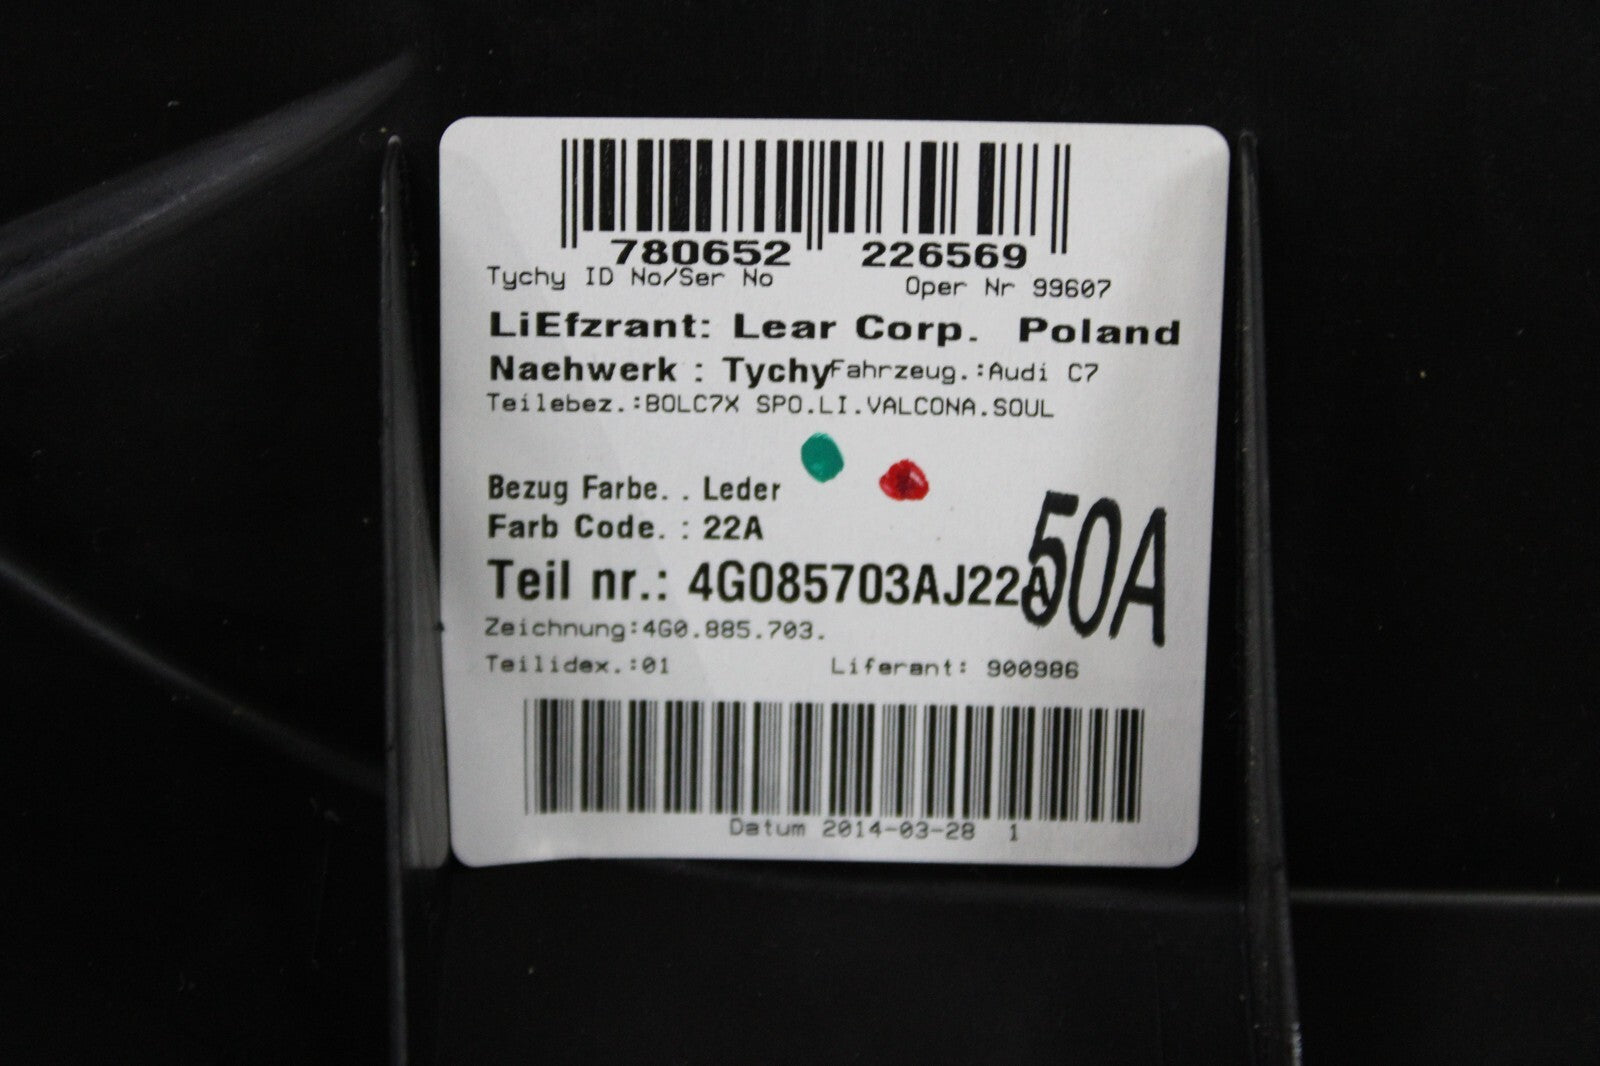 780652 226569
Tychy ID No/Ser No Oper Nr 99607
LiEfzrant: Lear Corp. Poland
Naehwerk : Tychy Fahrzeug.:Audi C7
Teilebez.:BOLC7X SPO.LI.VALCONA.SOUL
Bezug Farbe. . Leder
Farb Code. : 22A
50A
Teil nr.: 4G085703AJ22A
Zeichnung:4G0.885.703.
Teilidex.:01 Liferant: 900986
Datum 2014-03-28 1